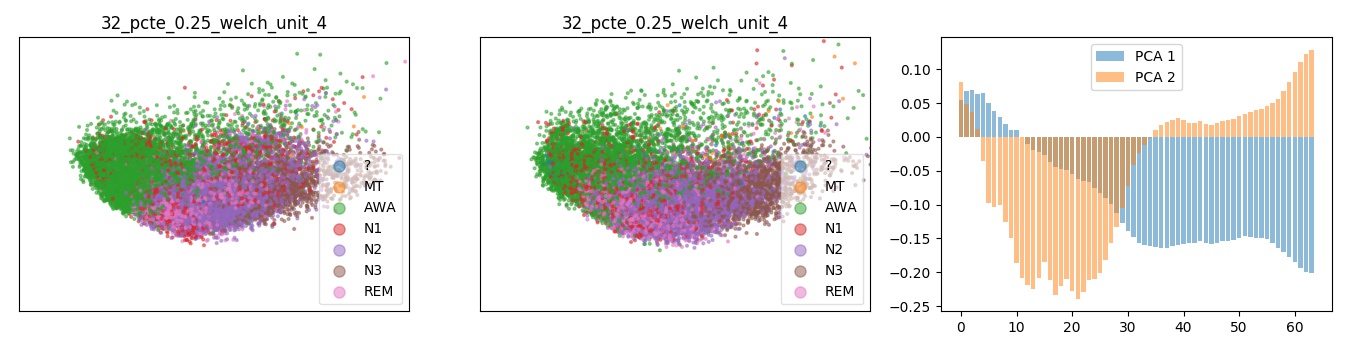 32_pcte_0.25_welch_unit_4
?
MT
AWA
N1
N2
N3
REM
32_pcte_0.25_welch_unit_4
?
MT
AWA
N1
N2
N3
REM
PCA 1
PCA 2
0.10
0.05
0.00
−0.05
−0.10
−0.15
−0.20
−0.25
0 10 20 30 40 50 60